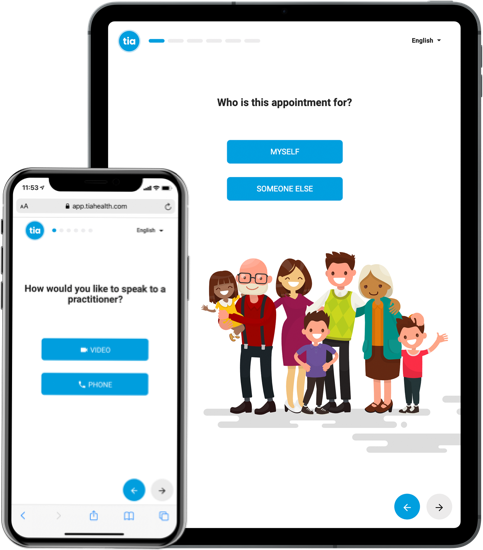 tia
English
Who is this appointment for?
MYSELF
SOMEONE ELSE
11:53
AA app.tiahealth.com
tia
English
How would you like to speak to a
practitioner?
VIDEO
PHONE